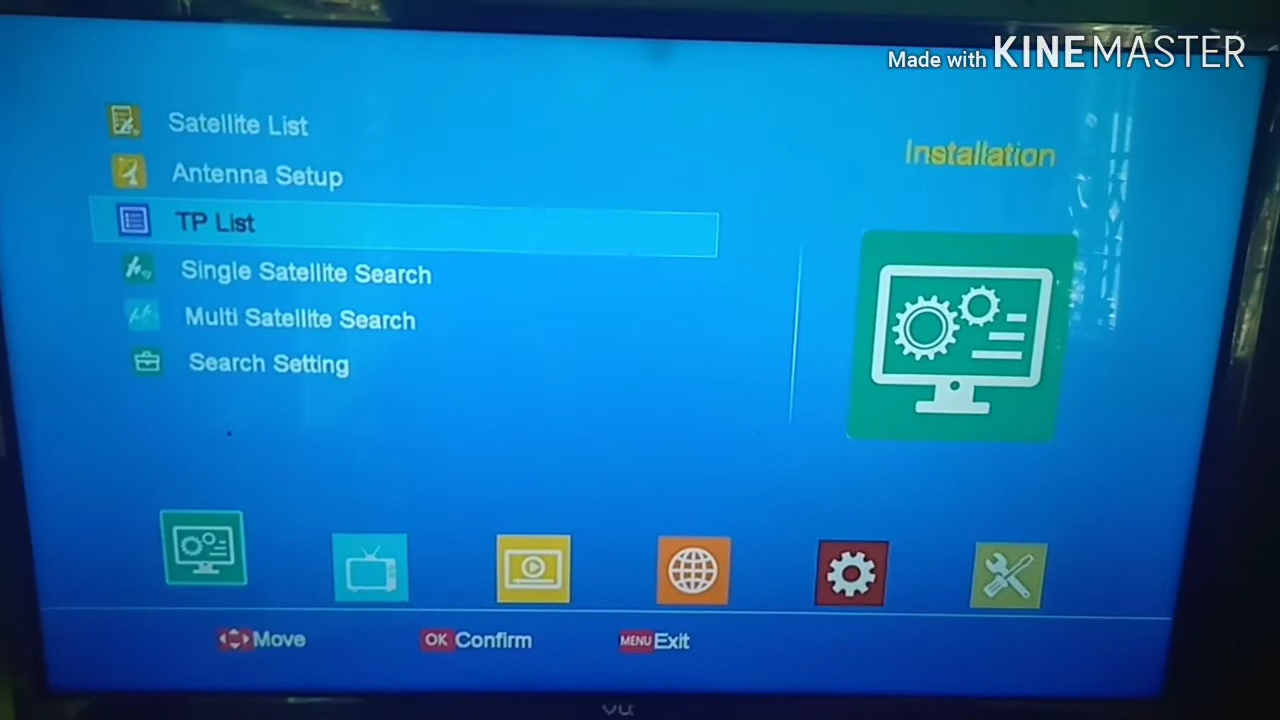 Made with KINEMASTER
Installation
Satellite List
Antenna Setup
TP List
Single Satellite Search
Multi Satellite Search
Search Setting
Move
OK Confirm
MENU Exit
Vu